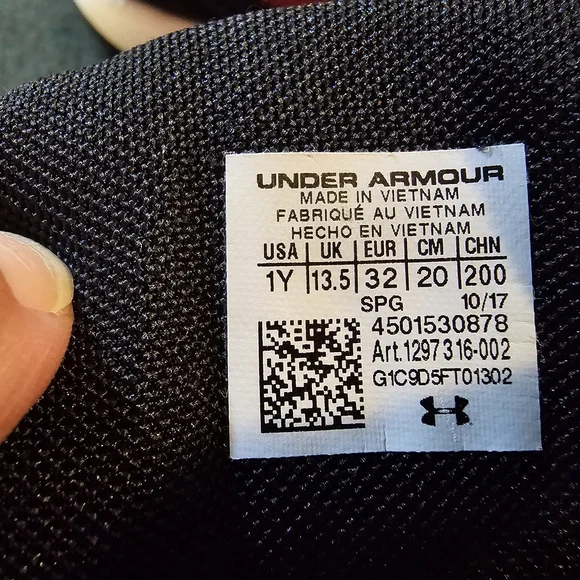 UNDER ARMOUR
MADE IN VIETNAM
FABRIQUÉ AU VIETNAM
HECHO EN VIETNAM
USA UK EUR CM CHN
1Y 13.5 32 20 200
SPG 10/17
4501530878
Art.1297316-002
G1C9D5FT01302